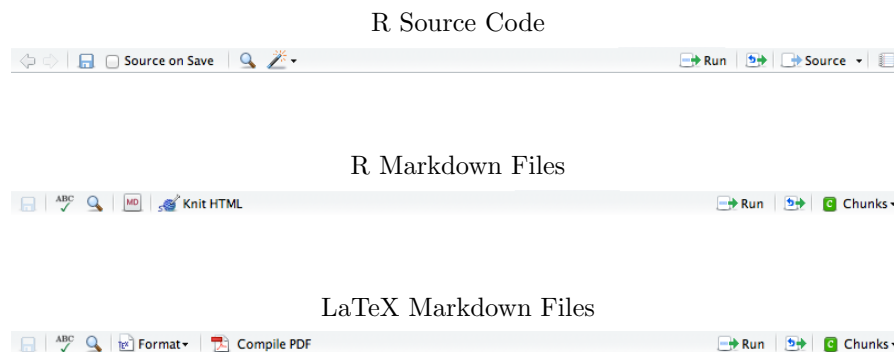 R Source Code
Source on Save Run Source
R Markdown Files
ABC MD Knit HTML Run C Chunks
LaTeX Markdown Files
ABC TEX Format Compile PDF Run C Chunks